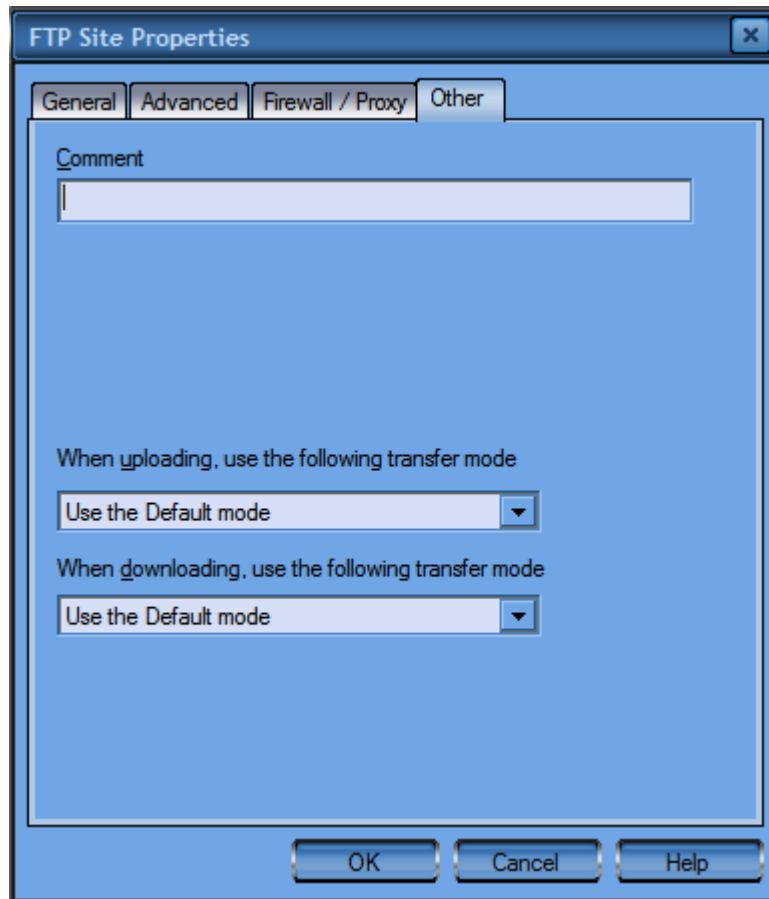 FTP Site Properties
General Advanced Firewall / Proxy Other
Comment
When uploading, use the following transfer mode
Use the Default mode
When downloading, use the following transfer mode
Use the Default mode
OK Cancel Help